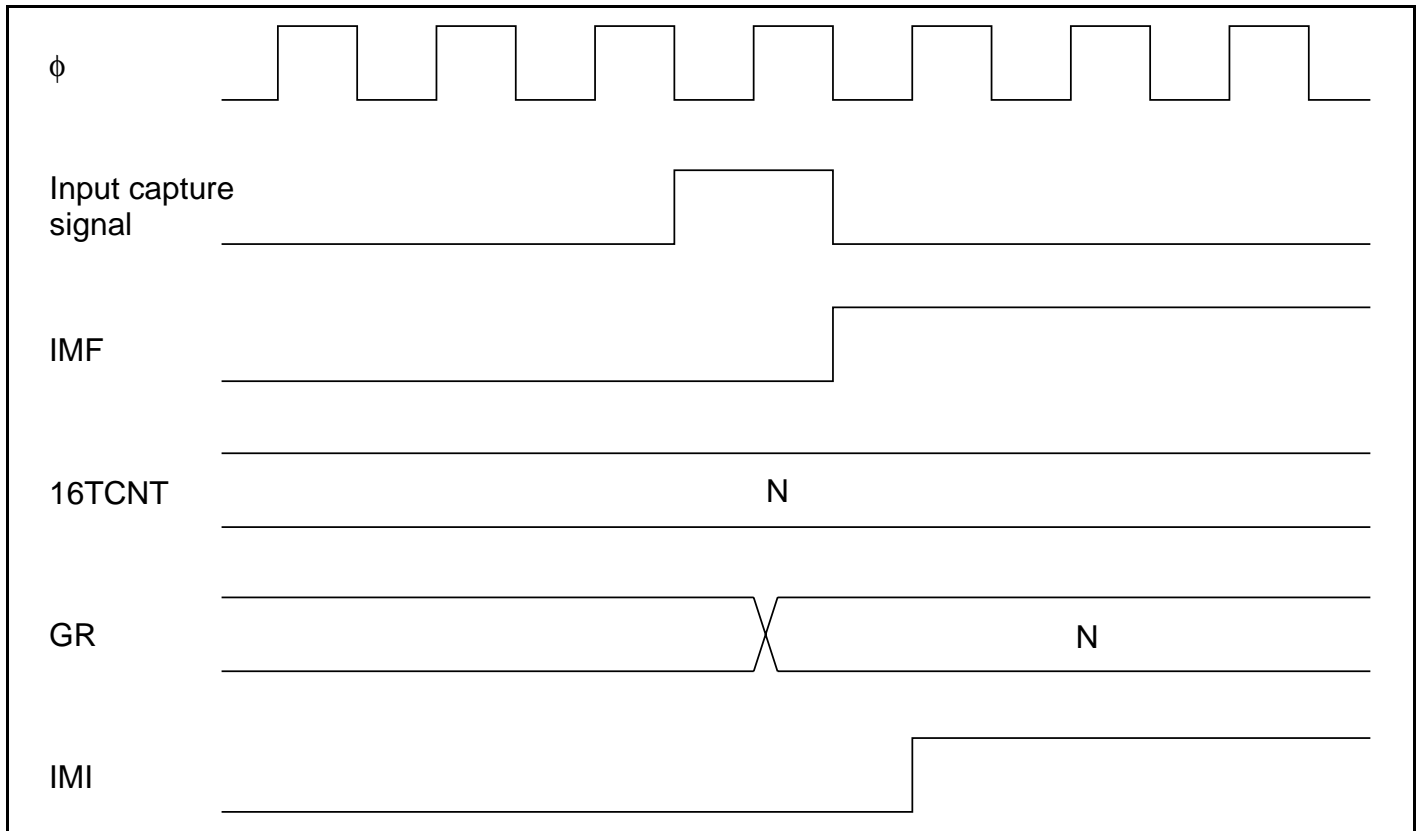 ϕ
Input capture
signal
IMF
16TCNT
N
GR
N
IMI